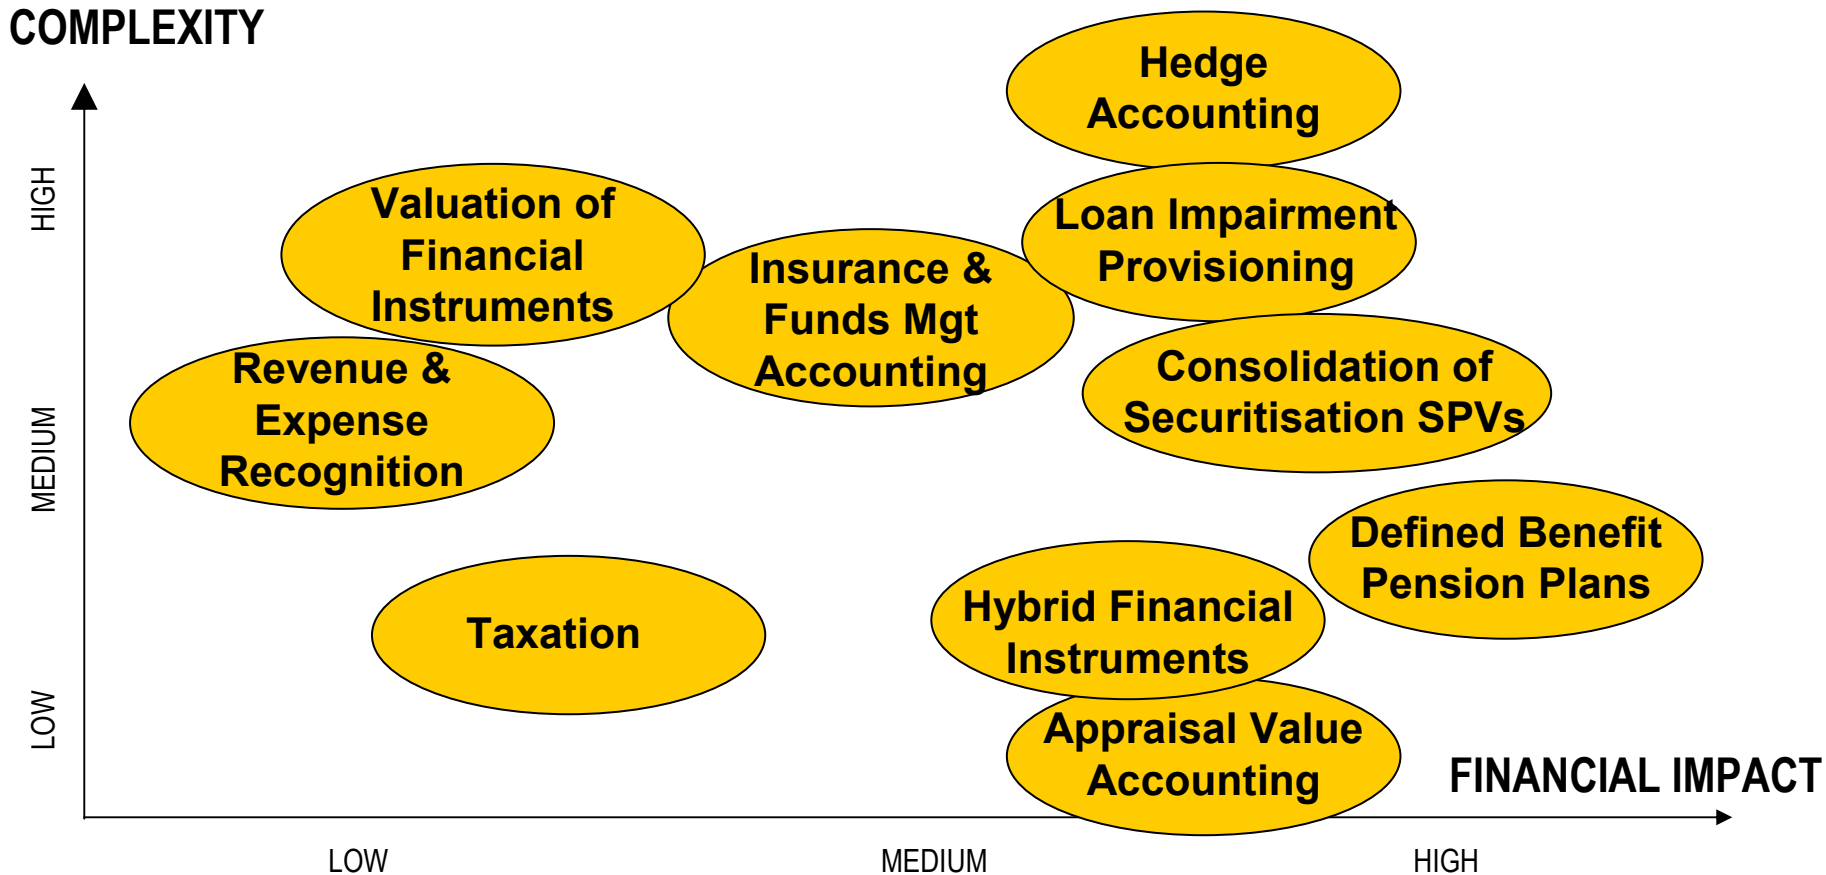 COMPLEXITY
Hedge
Accounting
HIGH
Valuation of
Financial
Instruments
Loan Impairment
Provisioning
Insurance &
Funds Mgt
Accounting
Revenue &
Expense
Recognition
Consolidation of
Securitisation SPVs
MEDIUM
Defined Benefit
Pension Plans
Taxation
Hybrid Financial
Instruments
LOW
Appraisal Value
Accounting
FINANCIAL IMPACT
LOW
MEDIUM
HIGH